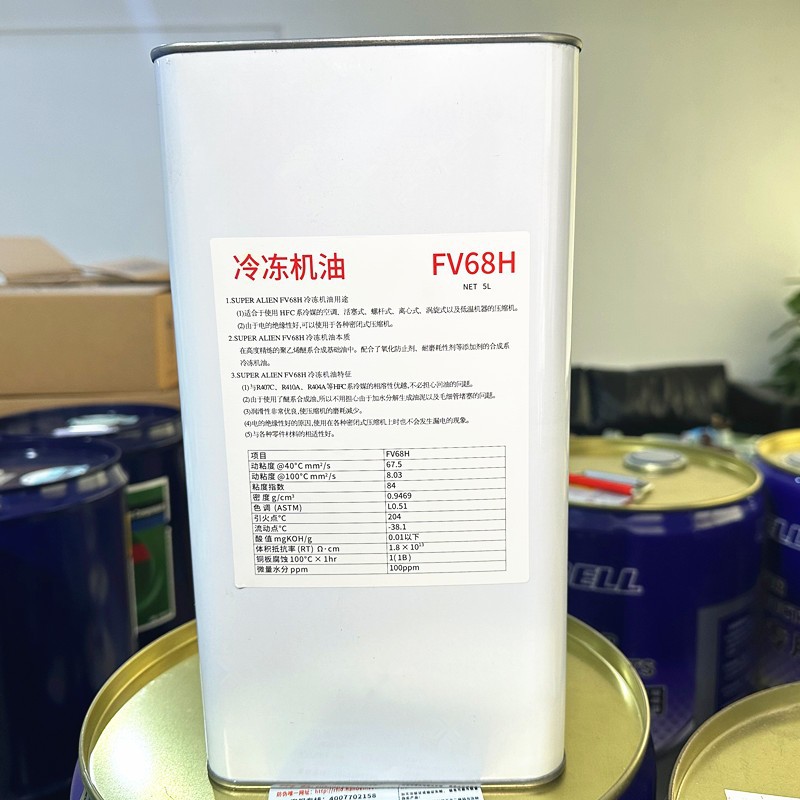 冷冻机油
FV68H
NET 5L
1.SUPER ALIEN FV68H 冷冻机油用途
(1)适合于使用 HFC 系冷媒的空调、活塞式、螺杆式、离心式、涡旋式以及低温机器的压缩机。
(2)由于电的绝缘性好,可以使用于各种密闭式压缩机。
2.SUPER ALIEN FV68H 冷冻机油本质
在高度精炼的聚乙烯醚系合成基础油中。配合了氧化防止剂、耐磨耗性剂等添加剂的合成系
冷冻机油。
3.SUPER ALIEN FV68H 冷冻机油特征
(1)与R407C、R410A、R404A等HFC系冷媒的相溶性优越,不必担心回油的问题。
(2)由于使用了醚系合成油,所以不用担心由于加水分解生成油泥以及毛细管堵塞的问题。
(3)润滑性非常优良,使压缩机的磨耗减少。
(4)电的绝缘性好的原因,使用在各种密闭式压缩机上时也不会发生漏电的现象。
(5)与各种零件材料的相适性好。
项目 FV68H
动粘度 @40°C mm²/s 67.5
动粘度 @100°C mm²/s 8.03
粘度指数 84
密度 g/cm³ 0.9469
色调 (ASTM) L0.51
引火点°C 204
流动点°C -38.1
酸值 mgKOH/g 0.01以下
体积抵抗率 (RT) Ω·cm 1.8 × 10¹³
铜板腐蚀 100°C × 1hr 1(1B)
微量水分 ppm 100ppm
4007702158
ELL